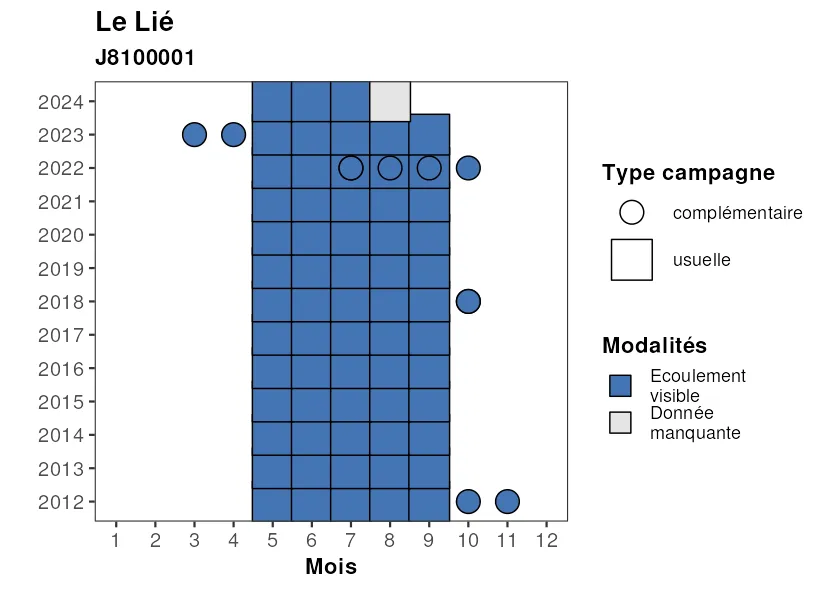 Le Lié
J8100001
2024
2023
2022
2021
2020
2019
2018
2017
2016
2015
2014
2013
2012
1 2 3 4 5 6 7 8 9 10 11 12
Mois
Type campagne
complémentaire
usuelle
Modalités
Ecoulement
visible
Donnée
manquante